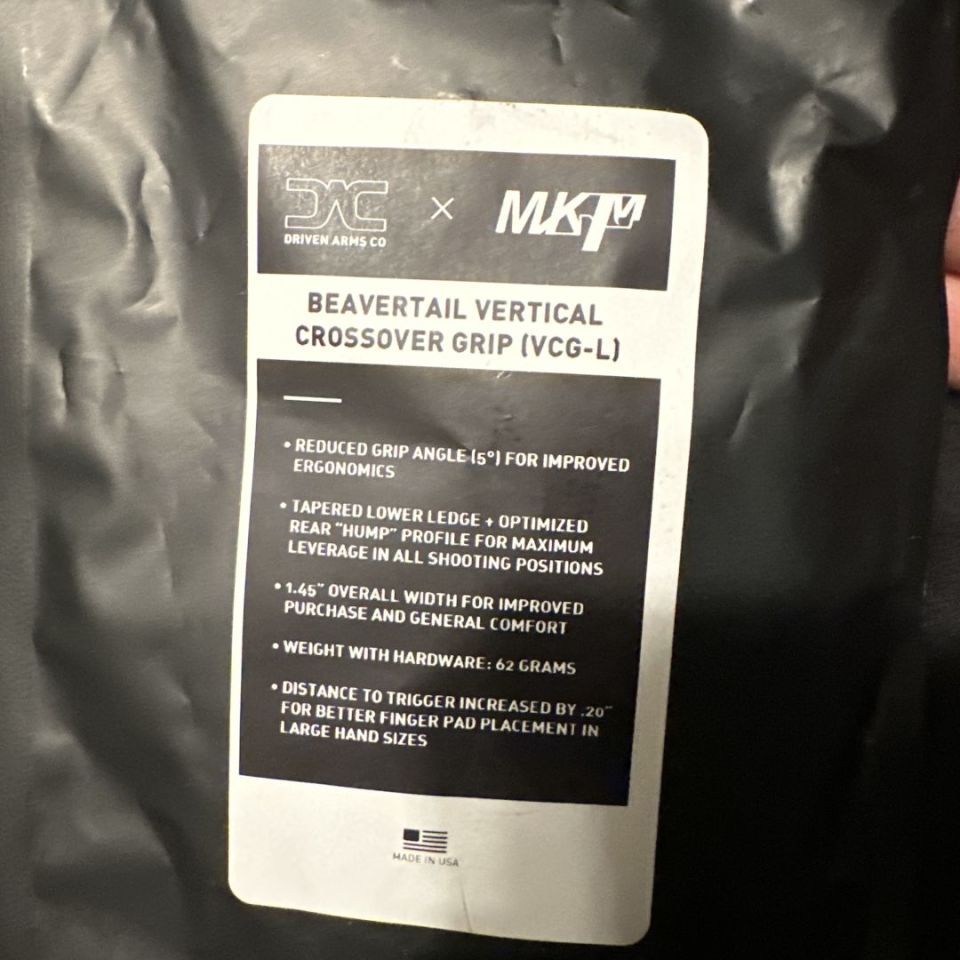 DAC × MKTM
DRIVEN ARMS CO
BEAVERTAIL VERTICAL
CROSSOVER GRIP (VCG-L)
• REDUCED GRIP ANGLE (5°) FOR IMPROVED
ERGONOMICS
• TAPERED LOWER LEDGE + OPTIMIZED
REAR "HUMP" PROFILE FOR MAXIMUM
LEVERAGE IN ALL SHOOTING POSITIONS
• 1.45" OVERALL WIDTH FOR IMPROVED
PURCHASE AND GENERAL COMFORT
• WEIGHT WITH HARDWARE: 62 GRAMS
• DISTANCE TO TRIGGER INCREASED BY .20"
FOR BETTER FINGER PAD PLACEMENT IN
LARGE HAND SIZES
MADE IN USA